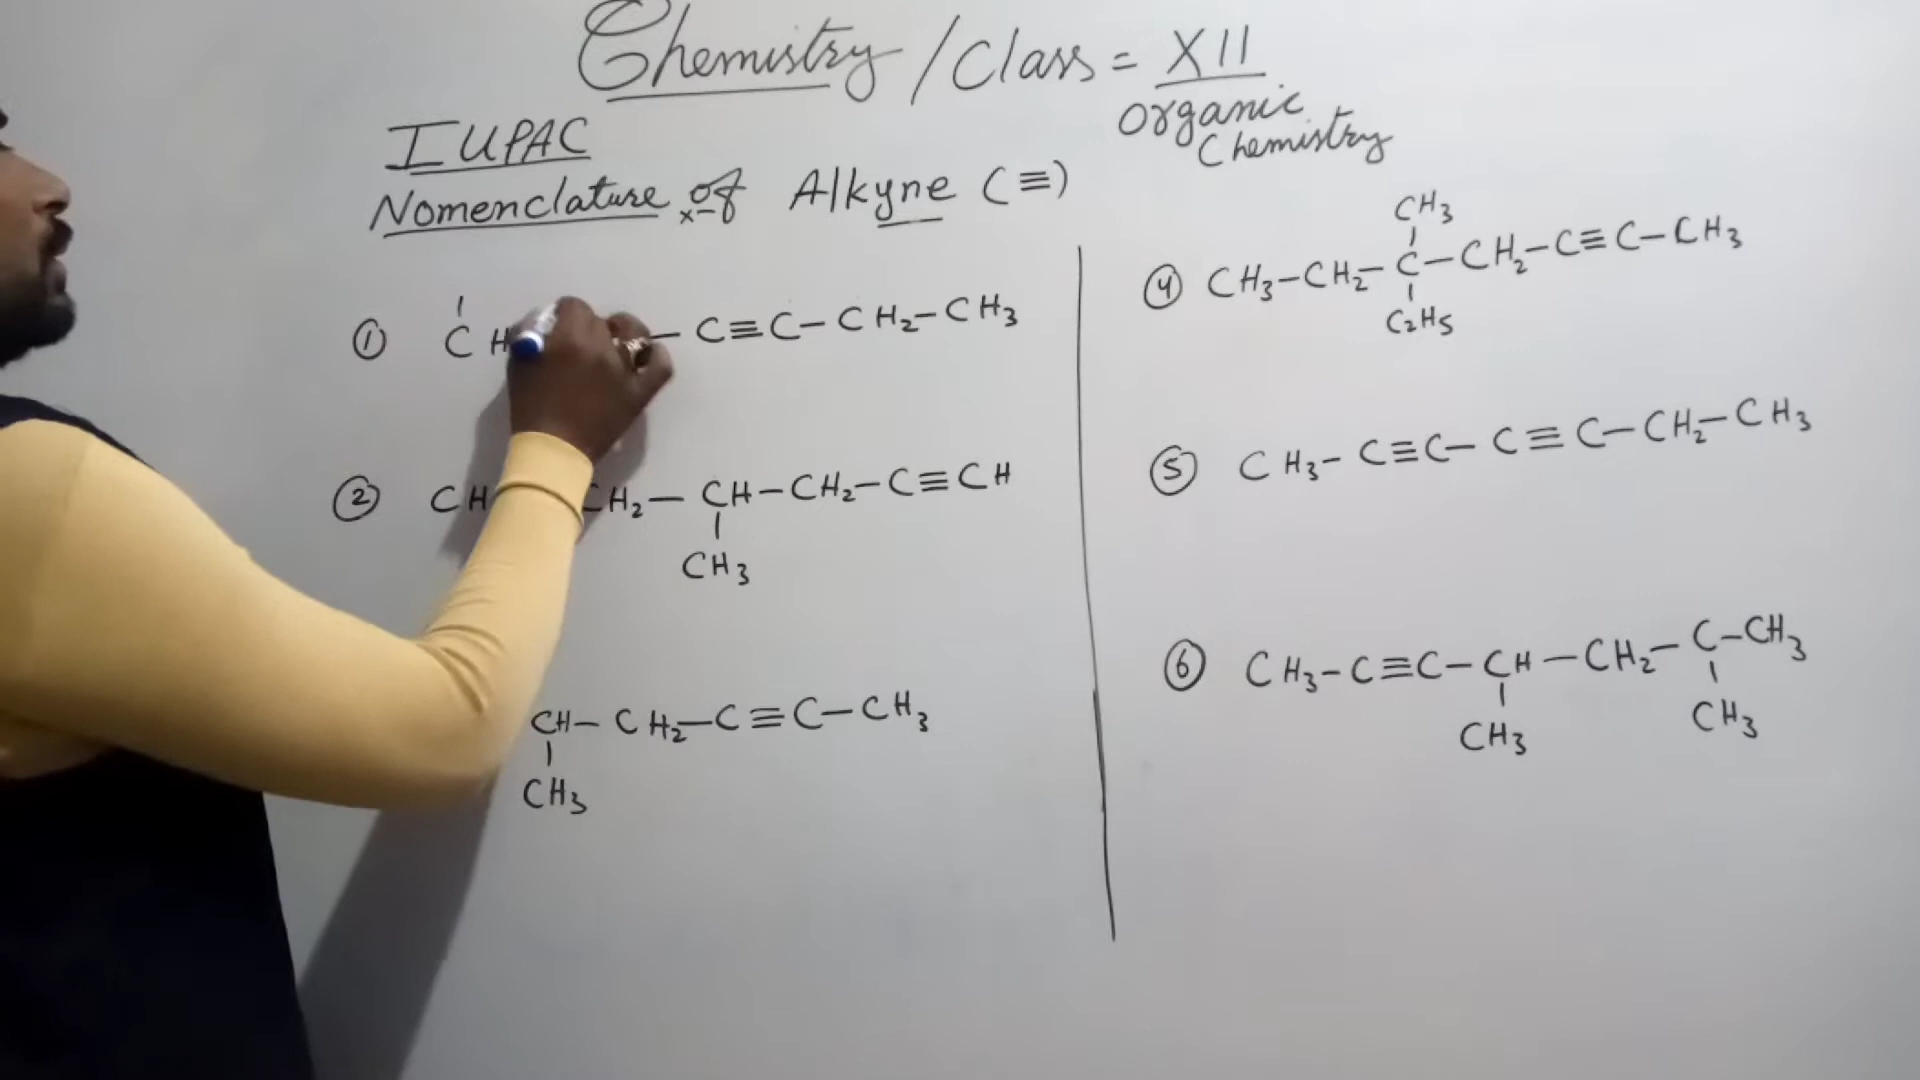 Chemistry / Class = XII
Organic
Chemistry
IUPAC
Nomenclature of Alkyne (≡)
① CH — C≡C—CH₂—CH₃
② CH CH₂—CH—CH₂—C≡CH
CH₃
CH—CH₂—C≡C—CH₃
CH₃
CH₃
④ CH₃—CH₂—C—CH₂—C≡C—CH₃
C₂H₅
⑤ CH₃—C≡C—C≡C—CH₂—CH₃
⑥ CH₃—C≡C—CH—CH₂—C—CH₃
CH₃ CH₃